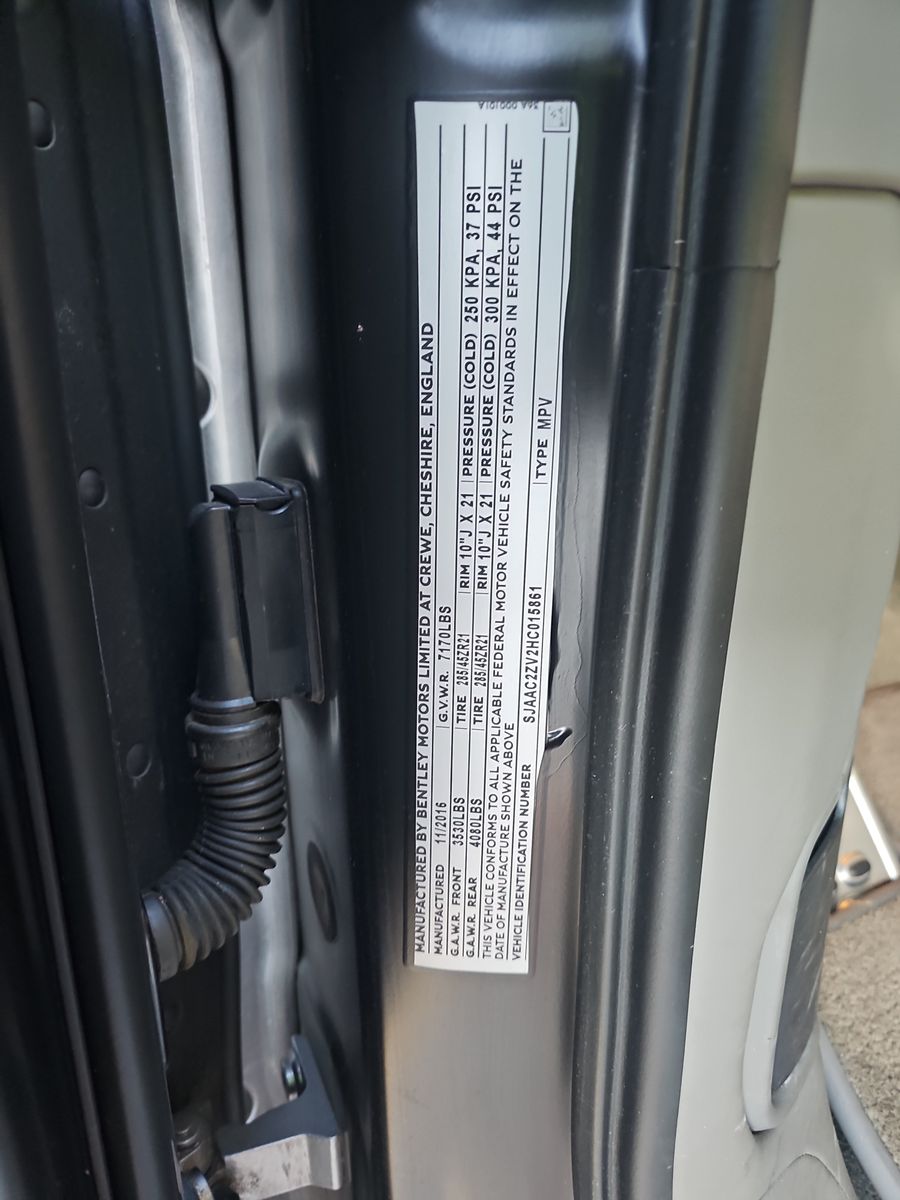 MANUFACTURED BY BENTLEY MOTORS LIMITED AT CREWE, CHESHIRE, ENGLAND
MANUFACTURED 11/2016 G.V.W.R. 7170LBS
G.A.W.R. FRONT 3530LBS TIRE 285/45ZR21 RIM 10"J X 21 PRESSURE (COLD) 250 KPA, 37 PSI
G.A.W.R. REAR 4080LBS TIRE 285/45ZR21 RIM 10"J X 21 PRESSURE (COLD) 300 KPA, 44 PSI
THIS VEHICLE CONFORMS TO ALL APPLICABLE FEDERAL MOTOR VEHICLE SAFETY STANDARDS IN EFFECT ON THE
DATE OF MANUFACTURE SHOWN ABOVE
VEHICLE IDENTIFICATION NUMBER SJAAC2ZV2HC015861 TYPE MPV